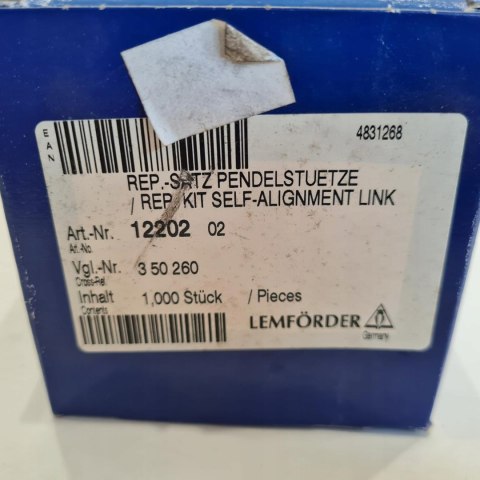 EAN
4831268
REP.-SATZ PENDELSTUETZE
/ REP. KIT SELF-ALIGNMENT LINK
Art.-Nr. 12202 02
Art.-No.
Vgl.-Nr. 3 50 260
Cross-Ref.
Inhalt 1,000 Stück / Pieces
Contents
LEMFÖRDER
Germany